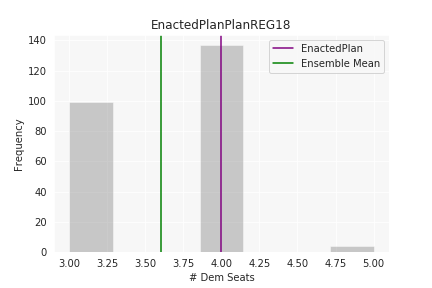 EnactedPlanPlanREG18
EnactedPlan
Ensemble Mean
140
120
100
80
60
40
20
0
Frequency
3.00 3.25 3.50 3.75 4.00 4.25 4.50 4.75 5.00
# Dem Seats